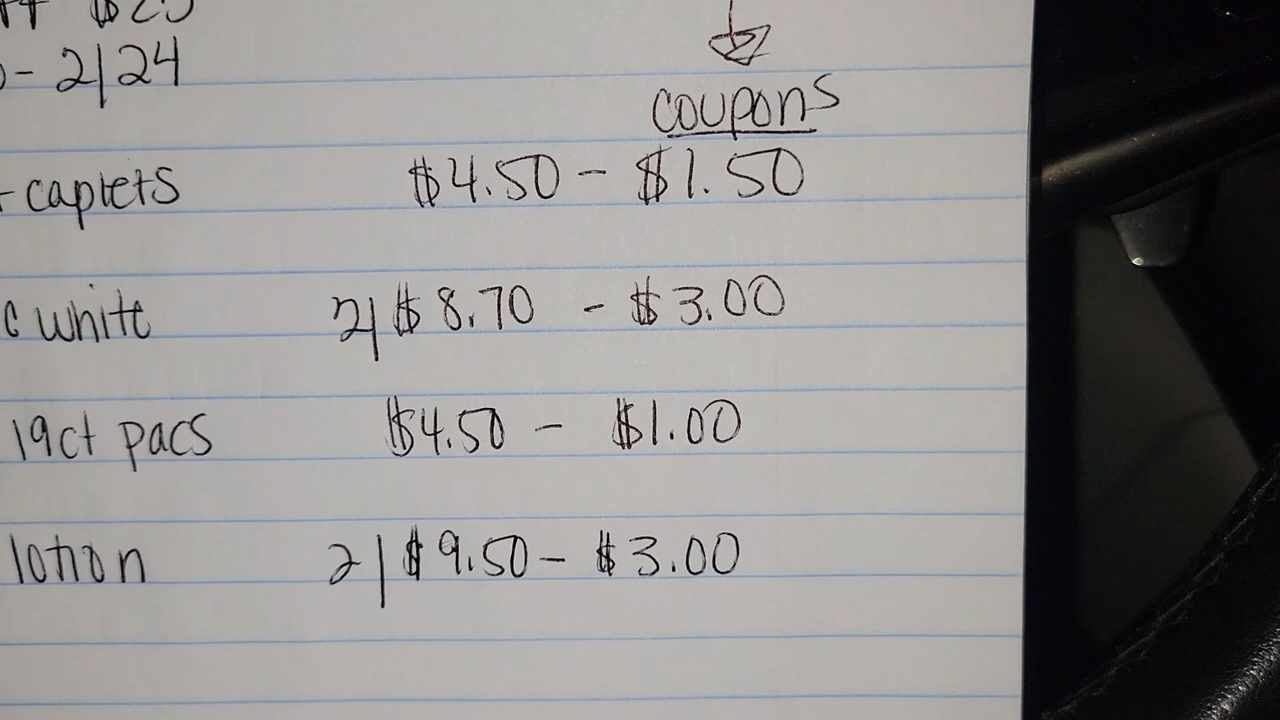 $25
- 2/24
coupons
- caplets $4.50 - $1.50
c white 2/$8.70 - $3.00
19ct pacs $4.50 - $1.00
lotion 2/$9.50 - $3.00